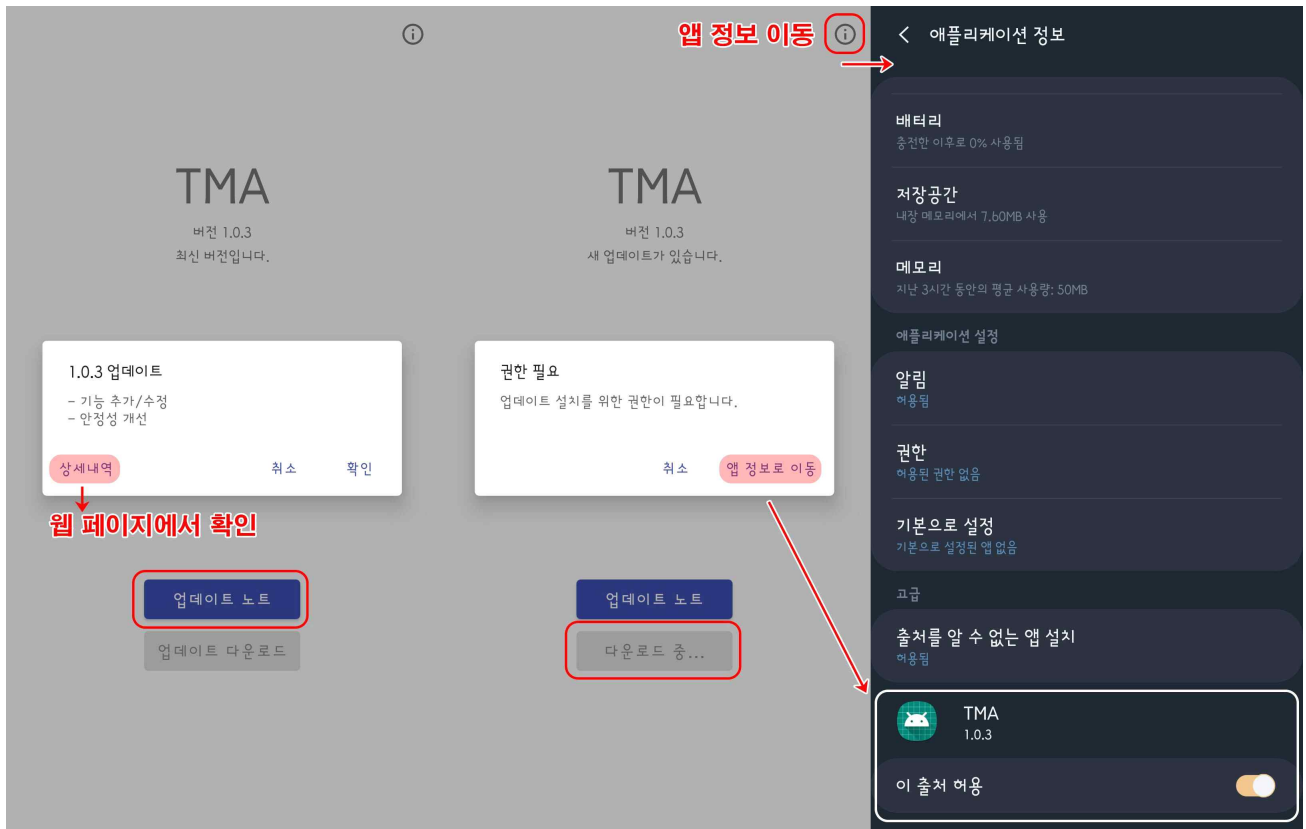 TMA
버전 1.0.3
최신 버전입니다.
1.0.3 업데이트
- 기능 추가/수정
- 안정성 개선
상세내역
취소
확인
웹 페이지에서 확인
업데이트 노트
업데이트 다운로드
앱 정보 이동
TMA
버전 1.0.3
새 업데이트가 있습니다.
권한 필요
업데이트 설치를 위한 권한이 필요합니다.
취소
앱 정보로 이동
업데이트 노트
다운로드 중...
애플리케이션 정보
배터리
충전한 이후로 0% 사용됨
저장공간
내장 메모리에서 7.60MB 사용
메모리
지난 3시간 동안의 평균 사용량: 50MB
애플리케이션 설정
알림
허용됨
권한
허용된 권한 없음
기본으로 설정
기본으로 설정된 앱 없음
고급
출처를 알 수 없는 앱 설치
허용됨
TMA
1.0.3
이 출처 허용